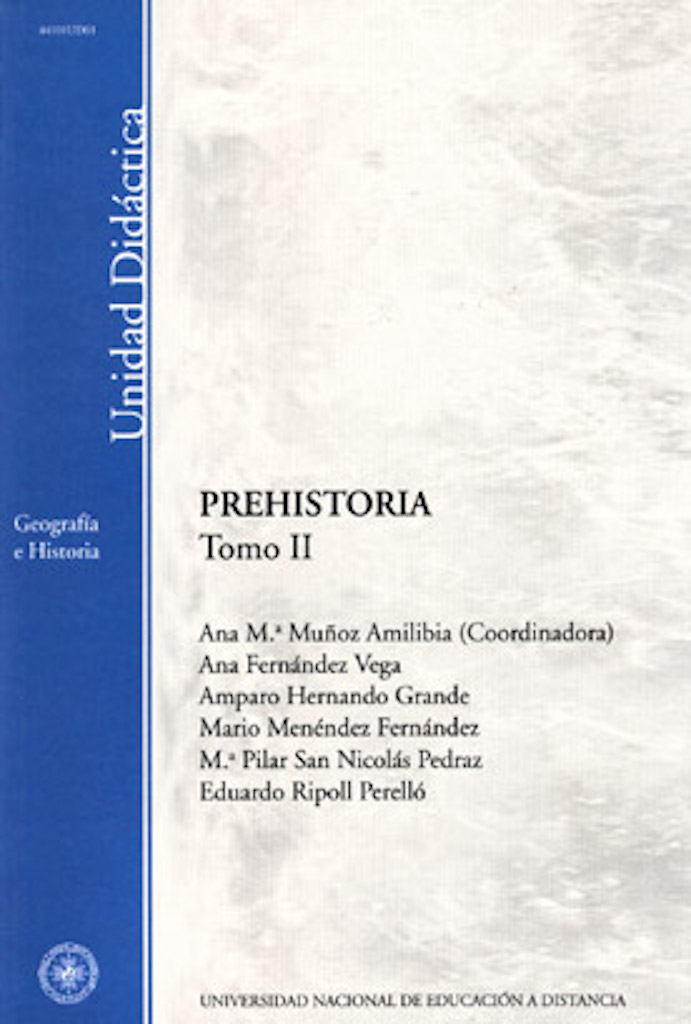 Unidad Didáctica
Geografía
e Historia
PREHISTORIA
Tomo II
Ana M.ª Muñoz Amilibia (Coordinadora)
Ana Fernández Vega
Amparo Hernando Grande
Mario Menéndez Fernández
M.ª Pilar San Nicolás Pedraz
Eduardo Ripoll Perelló
UNIVERSIDAD NACIONAL DE EDUCACIÓN A DISTANCIA